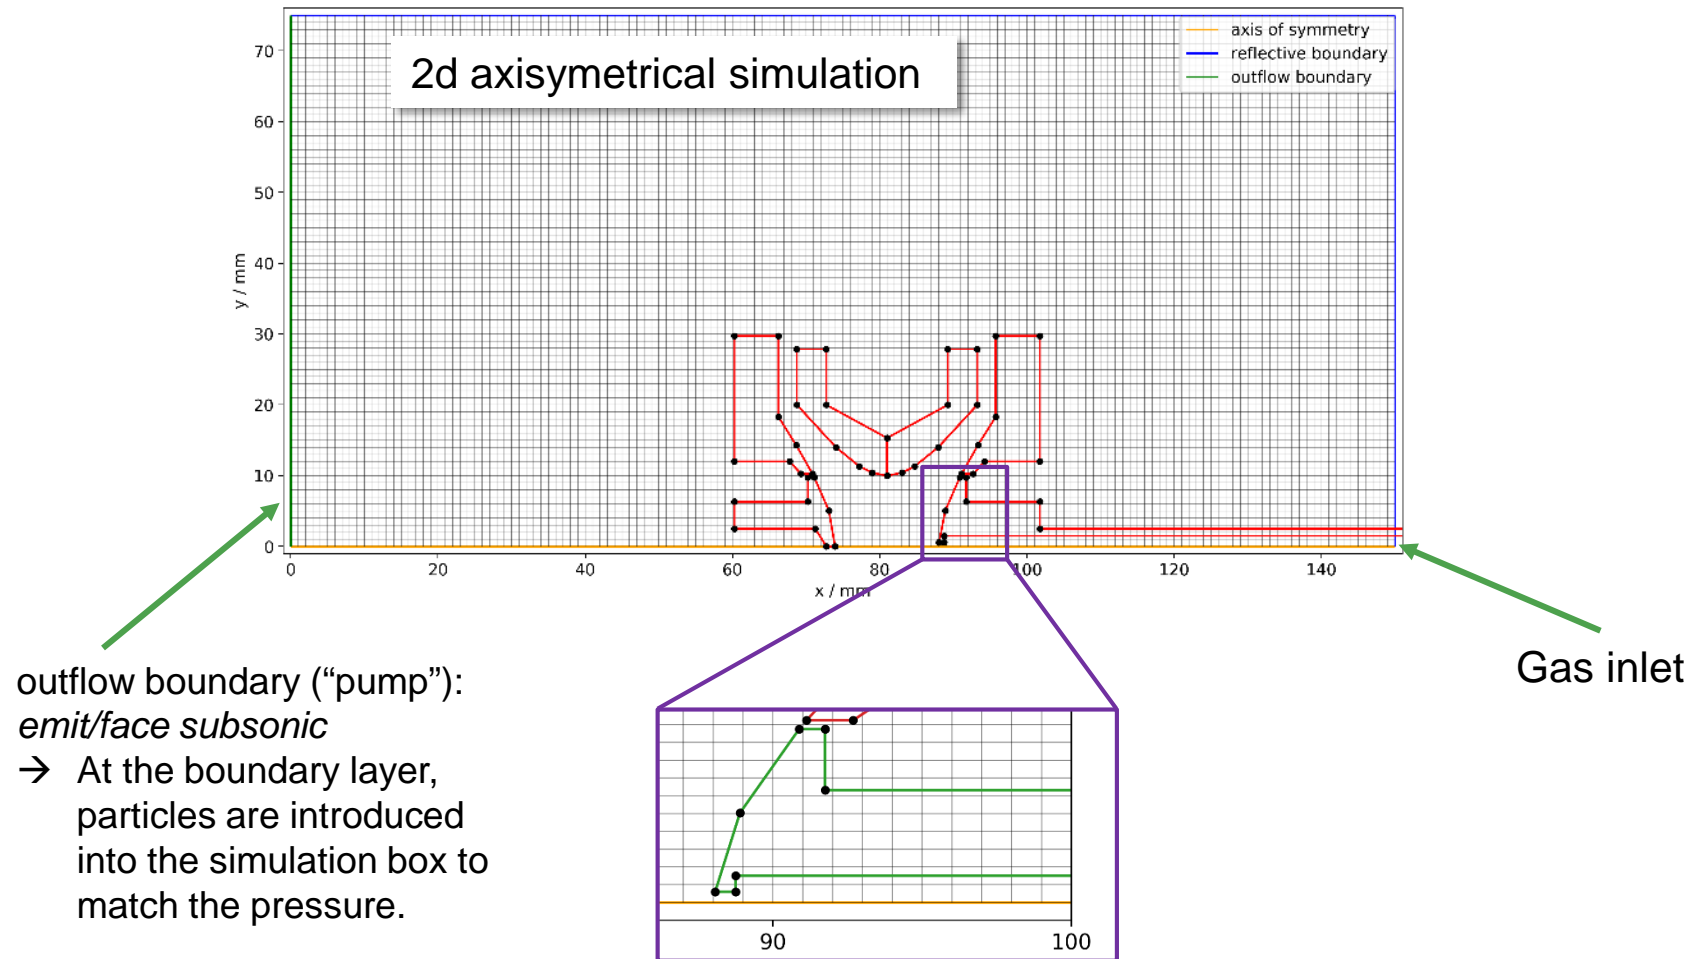 2d axisymetrical simulation
axis of symmetry
reflective boundary
outflow boundary
70
60
50
40
30
20
10
0
y / mm
0 20 40 60 80 100 120 140
x / mm
outflow boundary (“pump”):
emit/face subsonic
→ At the boundary layer,
particles are introduced
into the simulation box to
match the pressure.
Gas inlet
90 100